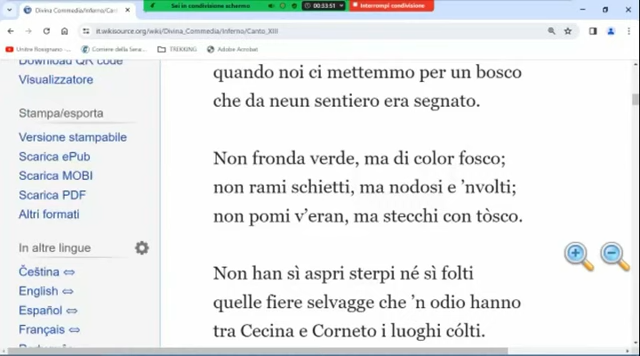 Divina Commedia/Inferno/Cant
Sei in condivisione schermo
00:33:51
Interrompi condivisione
it.wikisource.org/wiki/Divina_Commedia/Inferno/Canto_XIII
Unitre Rosignano -...
Corriere della Sera...
TREKKING
Adobe Acrobat
Download QR code
Visualizzatore
Stampa/esporta
Versione stampabile
Scarica ePub
Scarica MOBI
Scarica PDF
Altri formati
In altre lingue
Čeština
English
Español
Français
quando noi ci mettemmo per un bosco
che da neun sentiero era segnato.
Non fronda verde, ma di color fosco;
non rami schietti, ma nodosi e ’nvolti;
non pomi v’eran, ma stecchi con tòsco.
Non han sì aspri sterpi né sì folti
quelle fiere selvagge che ’n odio hanno
tra Cecina e Corneto i luoghi cólti.